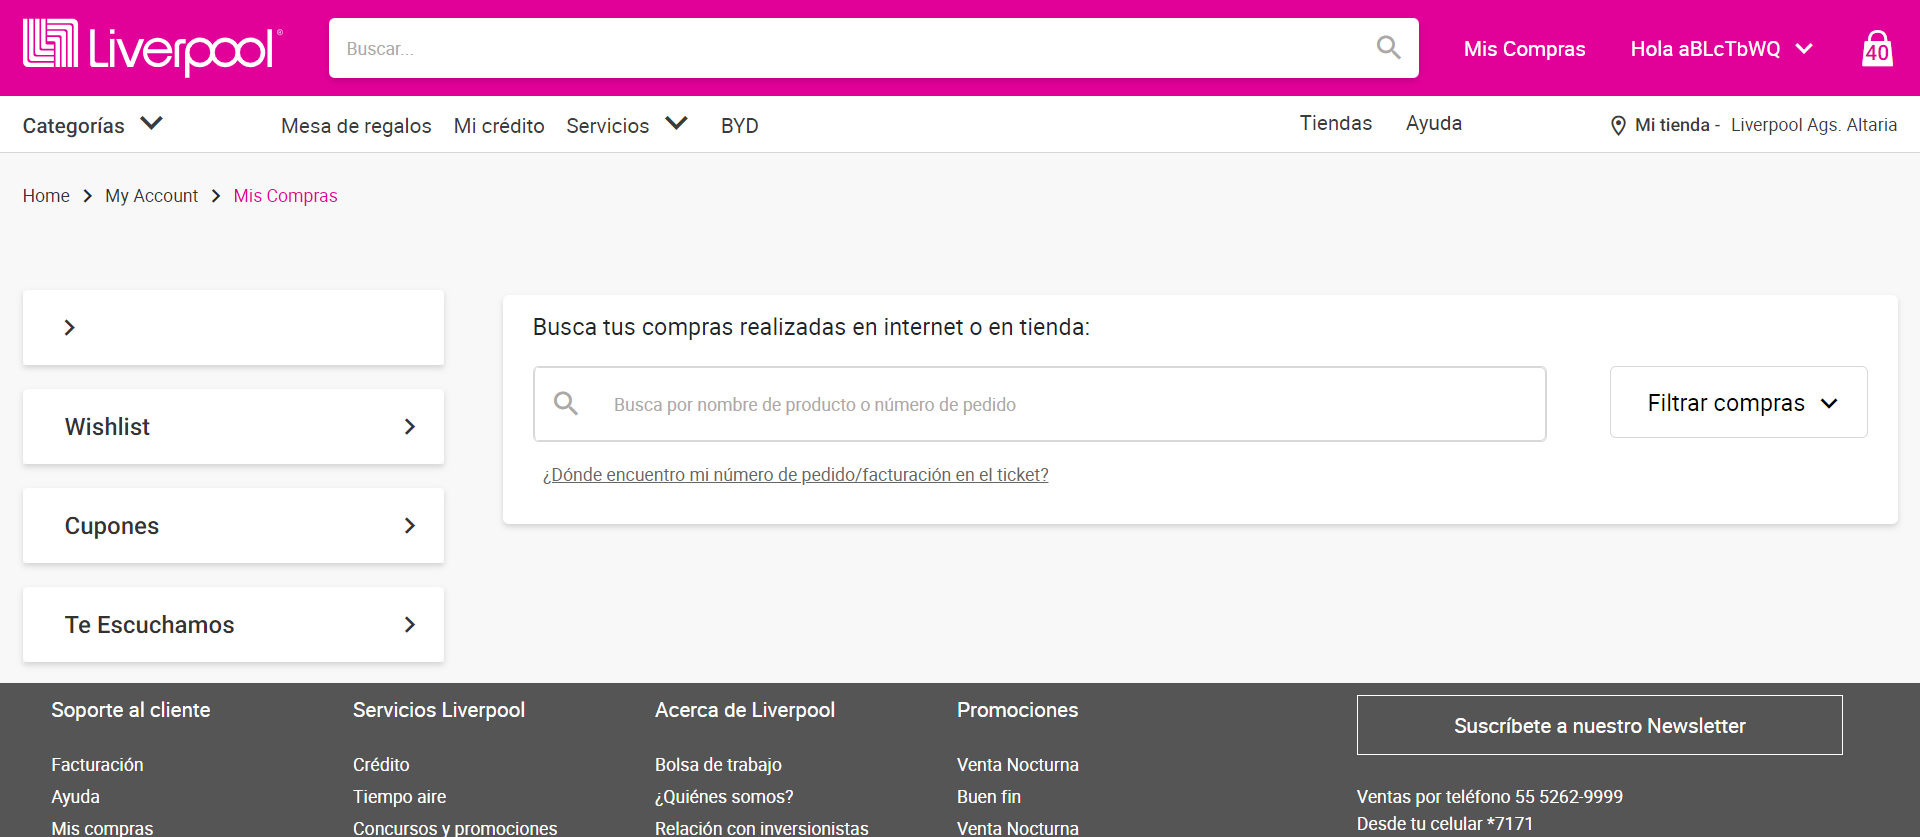 Liverpool®
Buscar...
Mis Compras
Hola aBLcTbWQ
40
Categorías
Mesa de regalos
Mi crédito
Servicios
BYD
Tiendas
Ayuda
Mi tienda - Liverpool Ags. Altaria
Home > My Account > Mis Compras
Wishlist
Cupones
Te Escuchamos
Busca tus compras realizadas en internet o en tienda:
Busca por nombre de producto o número de pedido
Filtrar compras
¿Dónde encuentro mi número de pedido/facturación en el ticket?
Soporte al cliente
Facturación
Ayuda
Mis compras
Servicios Liverpool
Crédito
Tiempo aire
Concursos y promociones
Acerca de Liverpool
Bolsa de trabajo
¿Quiénes somos?
Relación con inversionistas
Promociones
Venta Nocturna
Buen fin
Venta Nocturna
Suscríbete a nuestro Newsletter
Ventas por teléfono 55 5262-9999
Desde tu celular *7171